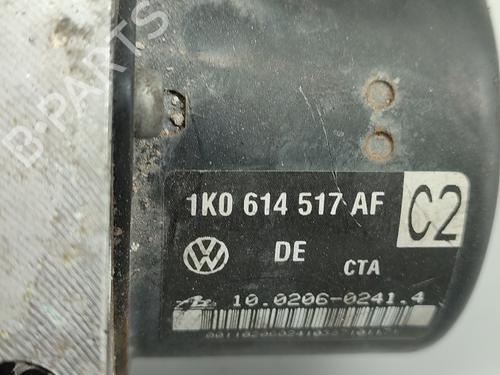 B-PARTS
1K0 614 517 AF
C2
DE
CTA
10.0206-0241.4